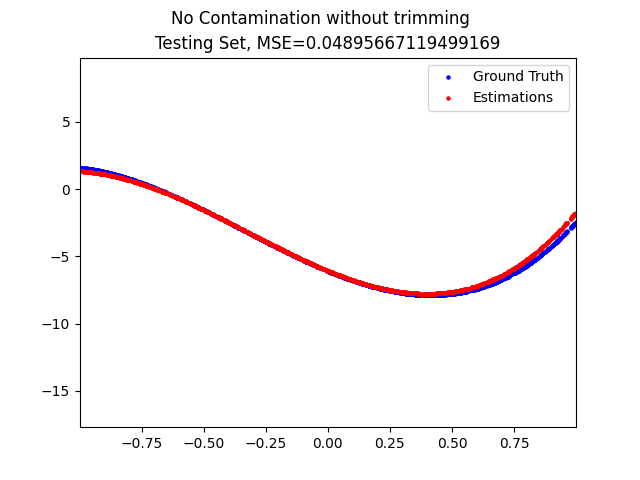 No Contamination without trimming
Testing Set, MSE=0.04895667119499169
Ground Truth
Estimations
5
0
−5
−10
−15
−0.75 −0.50 −0.25 0.00 0.25 0.50 0.75